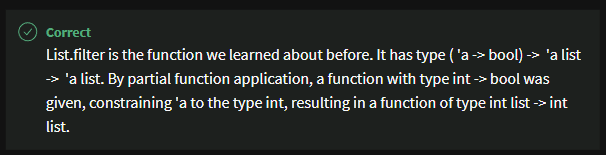 Correct
List.filter is the function we learned about before. It has type ( 'a -> bool) -> 'a list
-> 'a list. By partial function application, a function with type int -> bool was
given, constraining 'a to the type int, resulting in a function of type int list -> int
list.